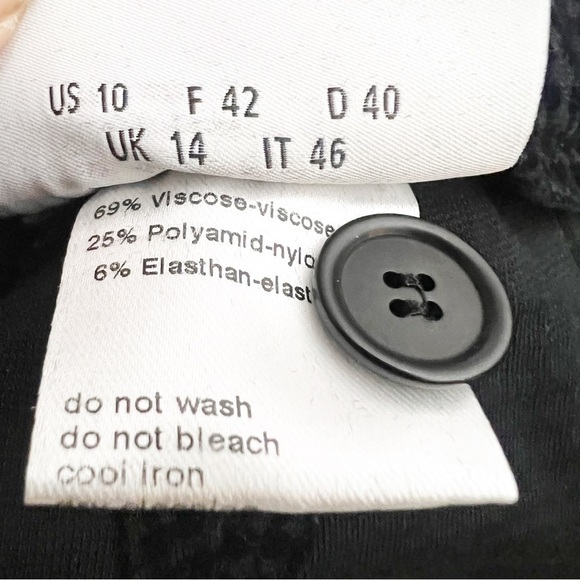 US 10 F 42 D 40
UK 14 IT 46
69% Viscose-viscose
25% Polyamid-nylo
6% Elasthan-elast
do not wash
do not bleach
cool iron